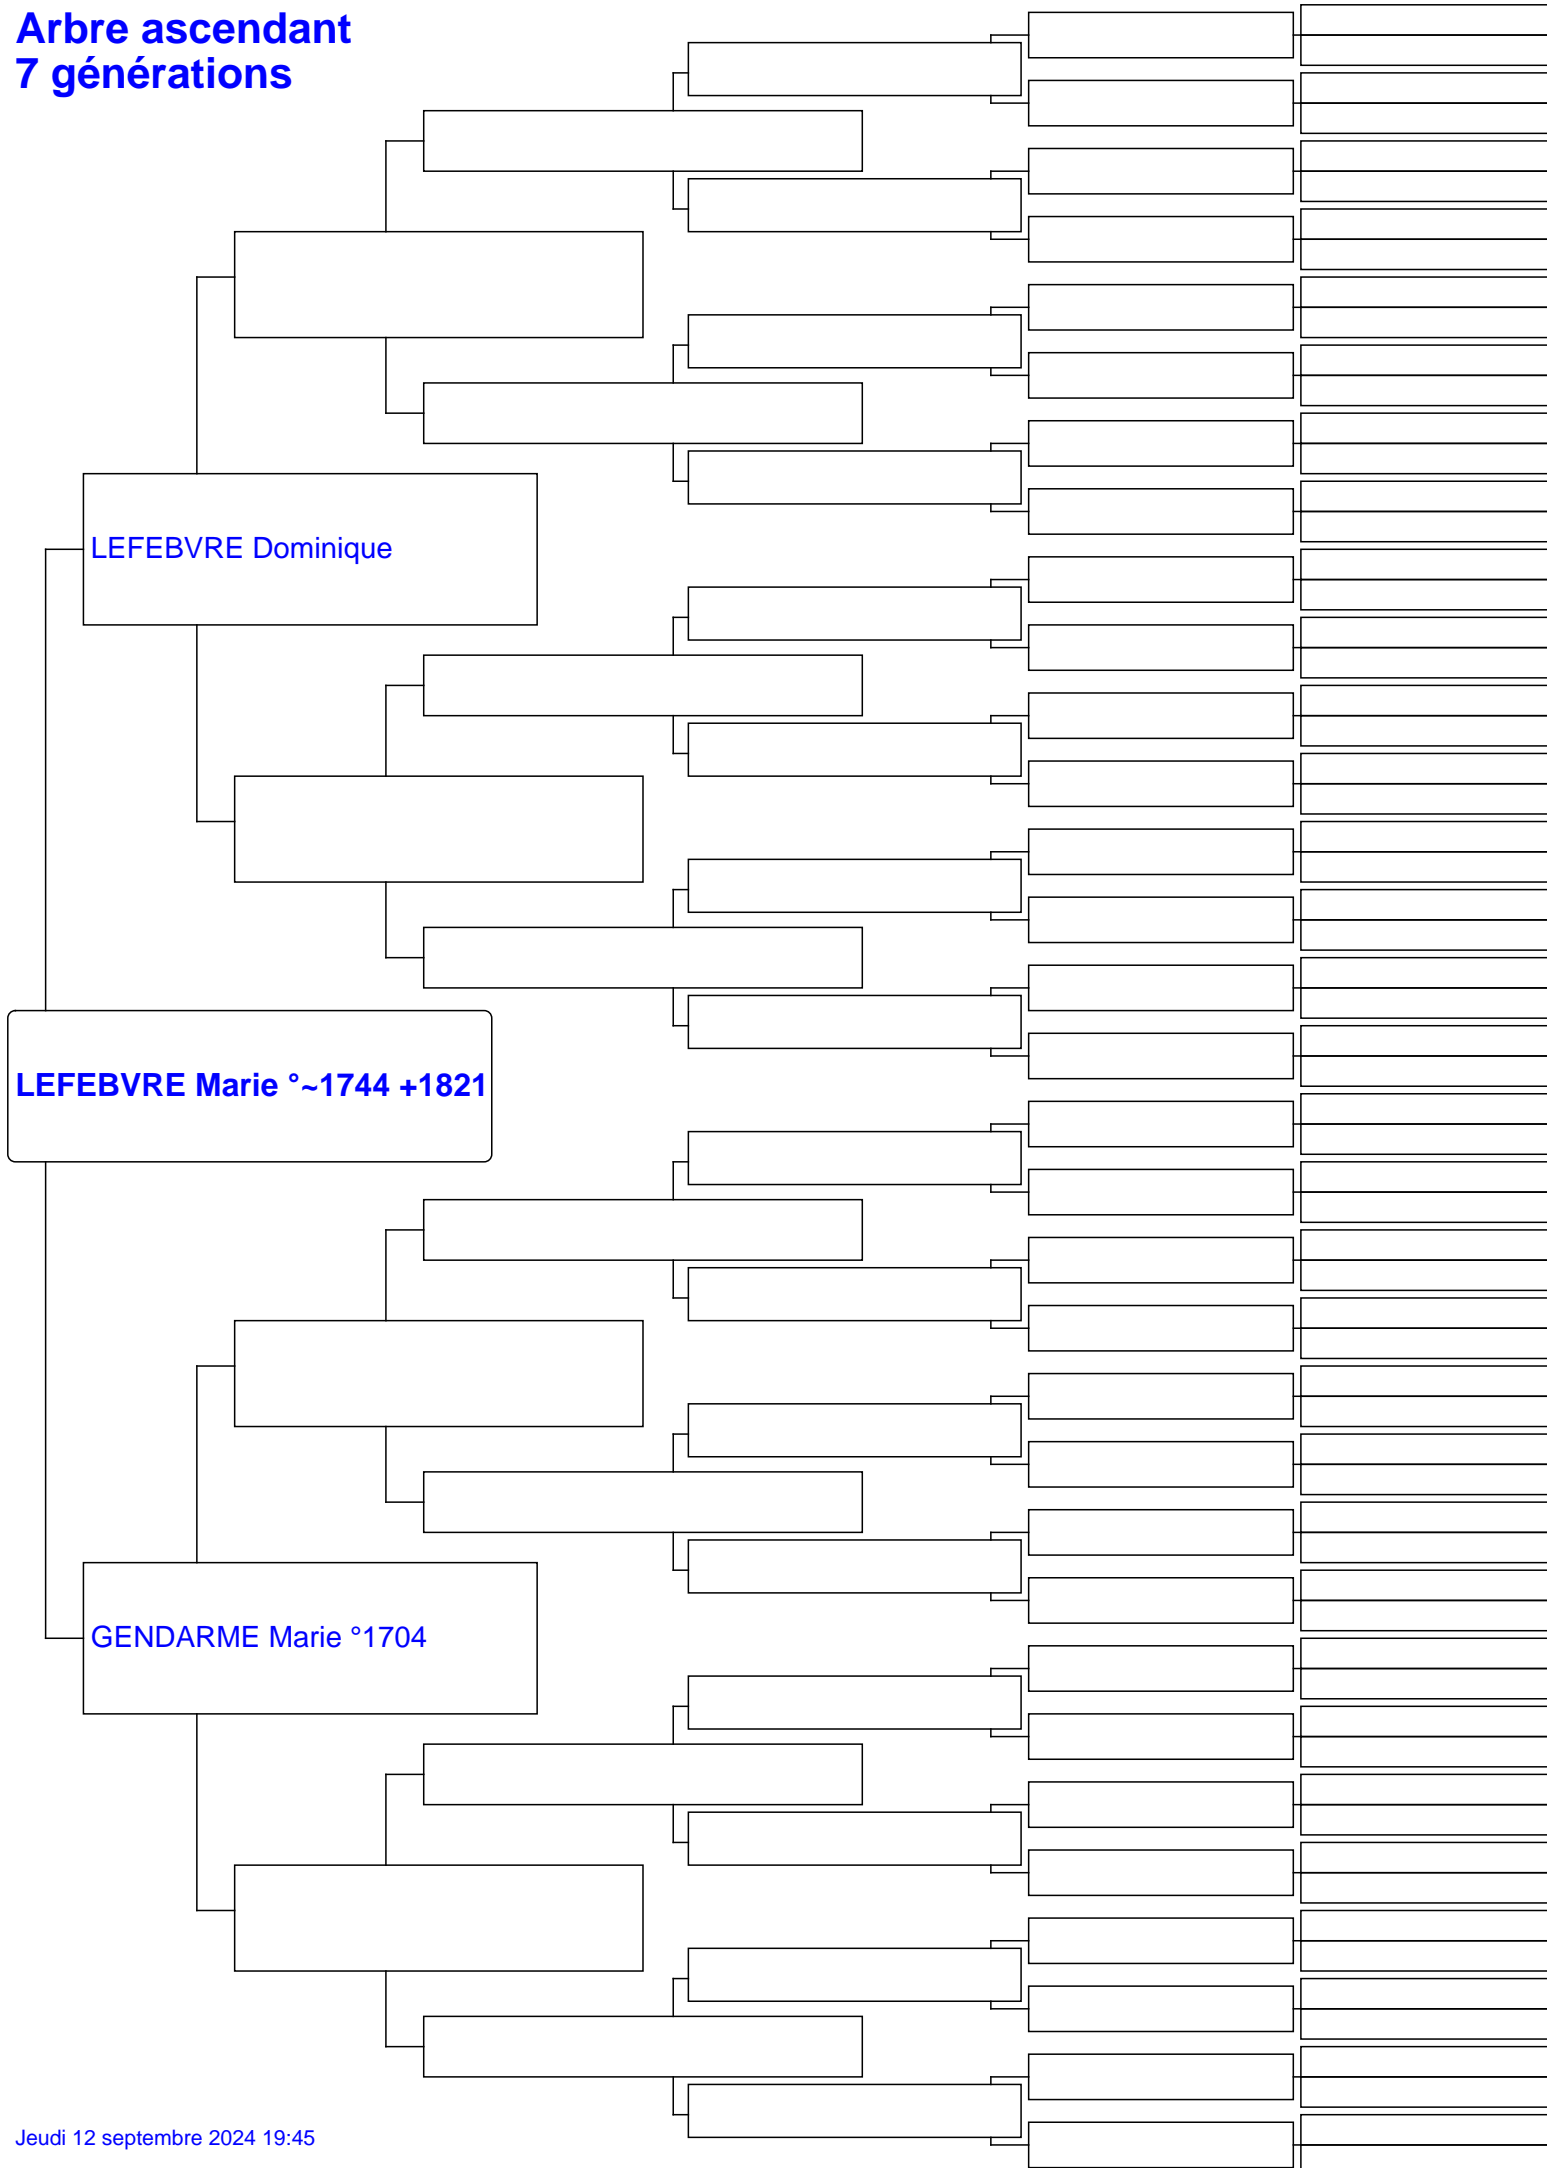 Arbre ascendant
7 générations
LEFEBVRE Dominique
LEFEBVRE Marie °~1744 +1821
GENDARME Marie °1704
Jeudi 12 septembre 2024 19:45